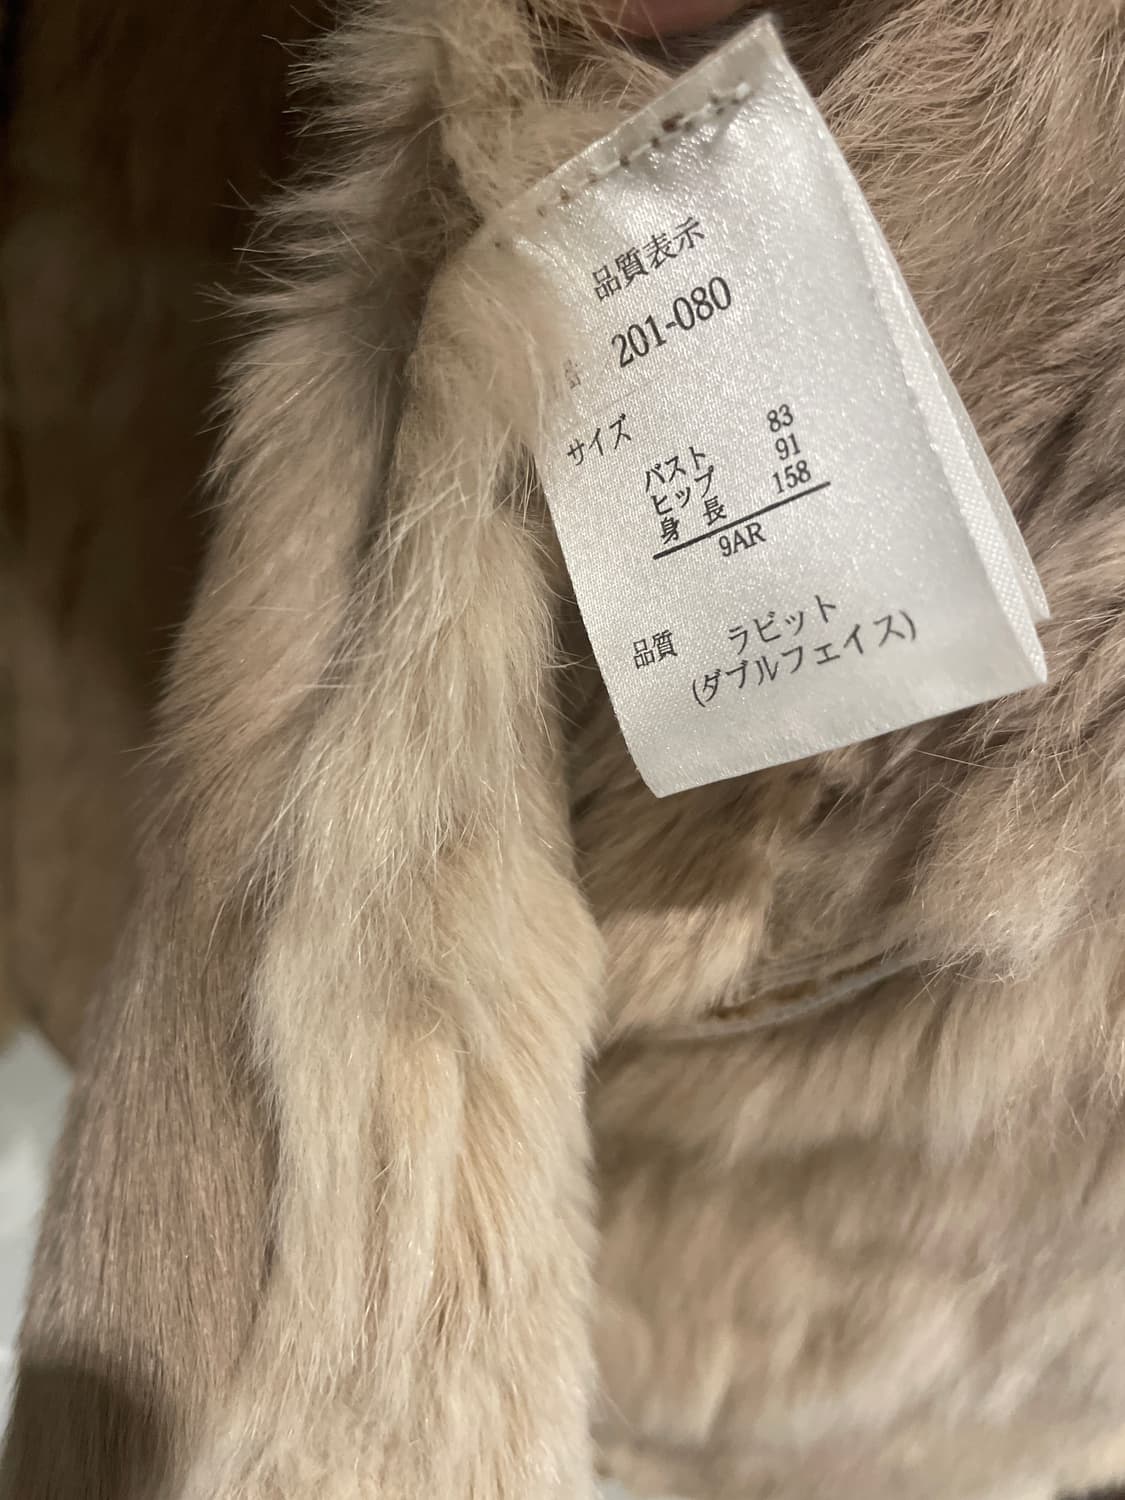 品質表示
201-080
サイズ
バスト 83
ヒップ 91
身長 158
9AR
品質 ラビット
(ダブルフェイス)